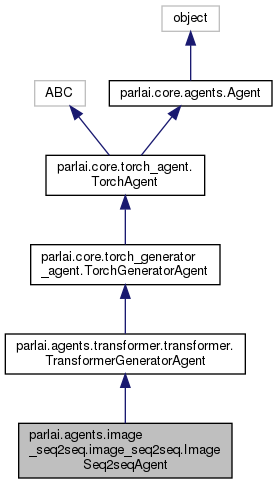 object
ABC
parlai.core.agents.Agent
parlai.core.torch_agent.
TorchAgent
parlai.core.torch_generator
_agent.TorchGeneratorAgent
parlai.agents.transformer.transformer.
TransformerGeneratorAgent
parlai.agents.image
_seq2seq.image_seq2seq.Image
Seq2seqAgent